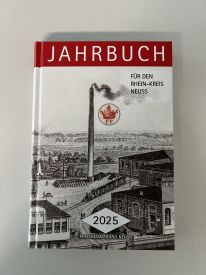 JAHRBUCH
FÜR DEN
RHEIN-KREIS
NEUSS
2025